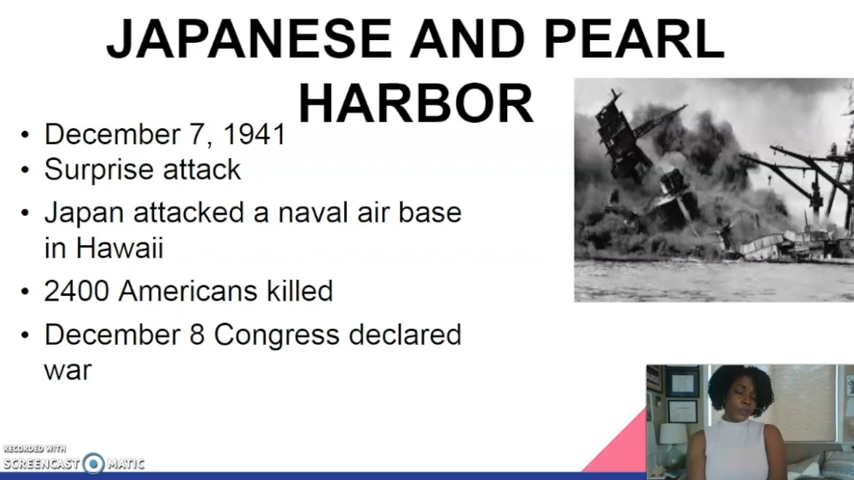 JAPANESE AND PEARL
HARBOR
• December 7, 1941
• Surprise attack
• Japan attacked a naval air base
in Hawaii
• 2400 Americans killed
• December 8 Congress declared
war
RECORDED WITH
SCREENCAST MATIC